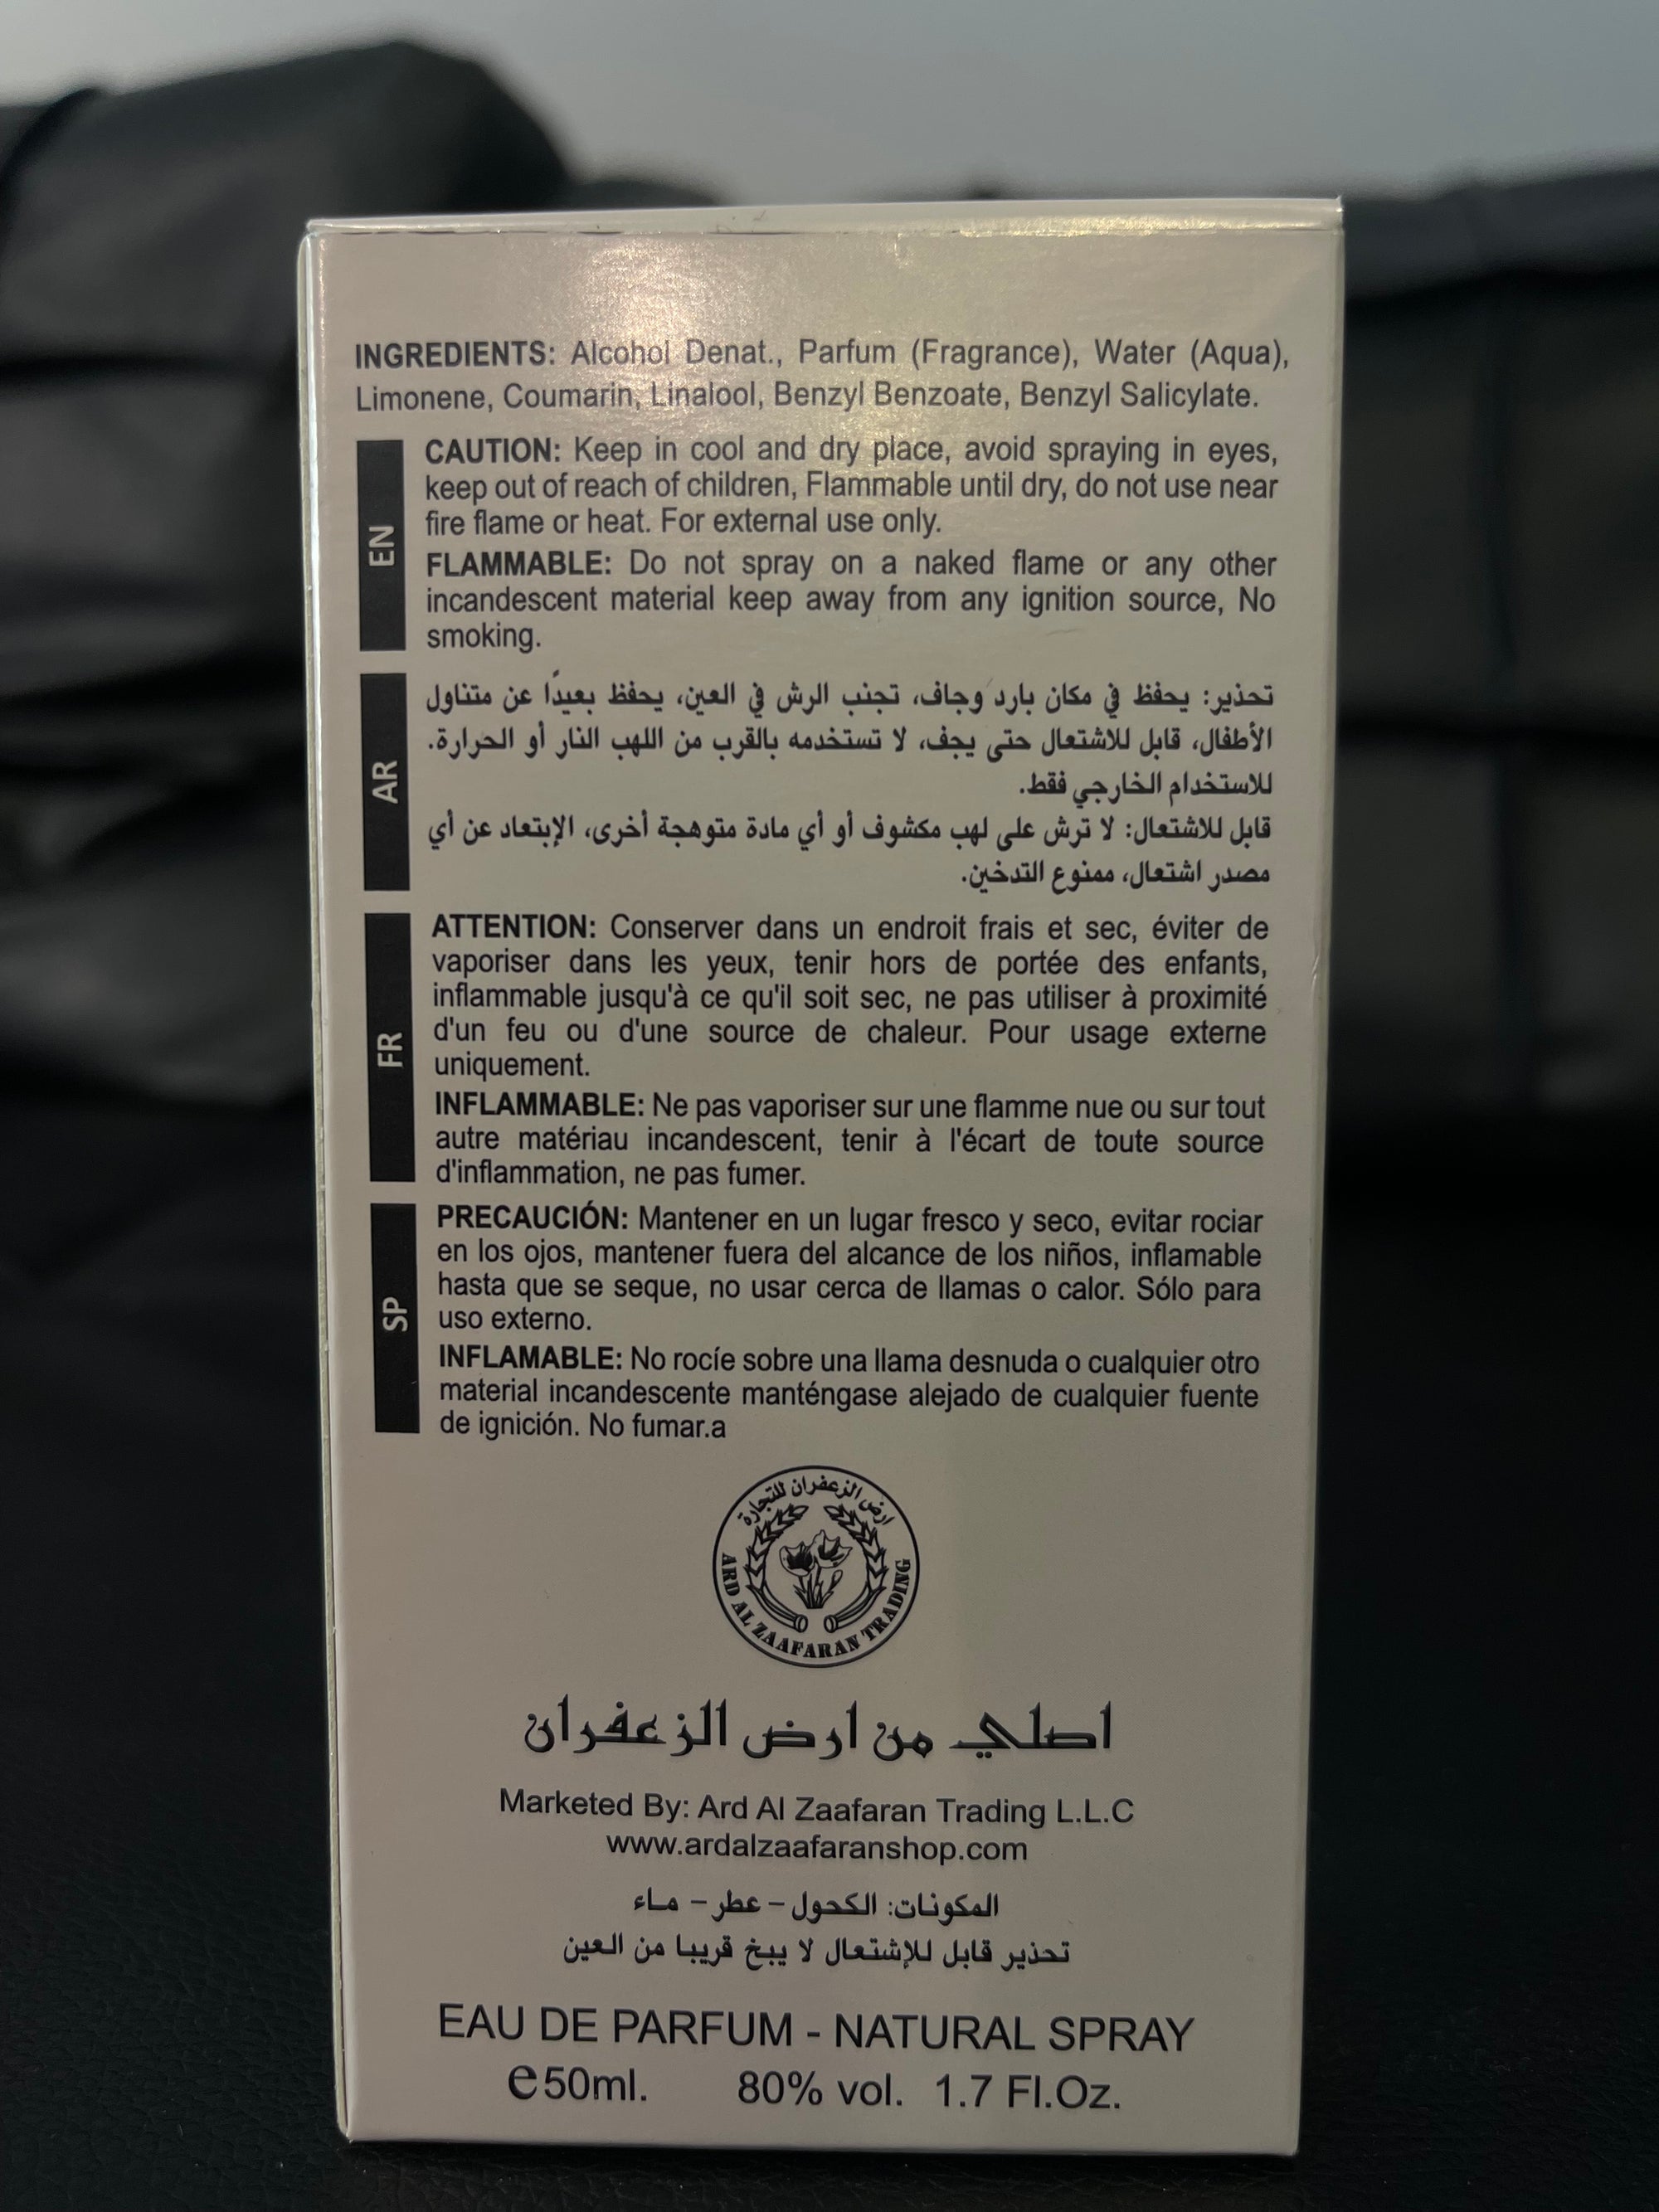 INGREDIENTS: Alcohol Denat., Parfum (Fragrance), Water (Aqua),
Limonene, Coumarin, Linalool, Benzyl Benzoate, Benzyl Salicylate.
EN
CAUTION: Keep in cool and dry place, avoid spraying in eyes,
keep out of reach of children, Flammable until dry, do not use near
fire flame or heat. For external use only.
FLAMMABLE: Do not spray on a naked flame or any other
incandescent material keep away from any ignition source, No
smoking.
AR
تحذير: يحفظ في مكان بارد وجاف، تجنب الرش في العين، يحفظ بعيدًا عن متناول
الأطفال، قابل للاشتعال حتى يجف، لا تستخدمه بالقرب من اللهب النار أو الحرارة.
للاستخدام الخارجي فقط.
قابل للاشتعال: لا ترش على لهب مكشوف أو أي مادة متوهجة أخرى، الإبتعاد عن أي
مصدر اشتعال، ممنوع التدخين.
FR
ATTENTION: Conserver dans un endroit frais et sec, éviter de
vaporiser dans les yeux, tenir hors de portée des enfants,
inflammable jusqu'à ce qu'il soit sec, ne pas utiliser à proximité
d'un feu ou d'une source de chaleur. Pour usage externe
uniquement.
INFLAMMABLE: Ne pas vaporiser sur une flamme nue ou sur tout
autre matériau incandescent, tenir à l'écart de toute source
d'inflammation, ne pas fumer.
SP
PRECAUCIÓN: Mantener en un lugar fresco y seco, evitar rociar
en los ojos, mantener fuera del alcance de los niños, inflamable
hasta que se seque, no usar cerca de llamas o calor. Sólo para
uso externo.
INFLAMABLE: No rocíe sobre una llama desnuda o cualquier otro
material incandescente manténgase alejado de cualquier fuente
de ignición. No fumar.a
ارض الزعفران للتجارة
ARD AL ZAAFARAN TRADING
اصلي من ارض الزعفران
Marketed By: Ard Al Zaafaran Trading L.L.C
www.ardalzaafaranshop.com
المكونات: الكحول - عطر - ماء
تحذير قابل للإشتعال لا يبخ قريبا من العين
EAU DE PARFUM - NATURAL SPRAY
℮50ml. 80% vol. 1.7 Fl.Oz.